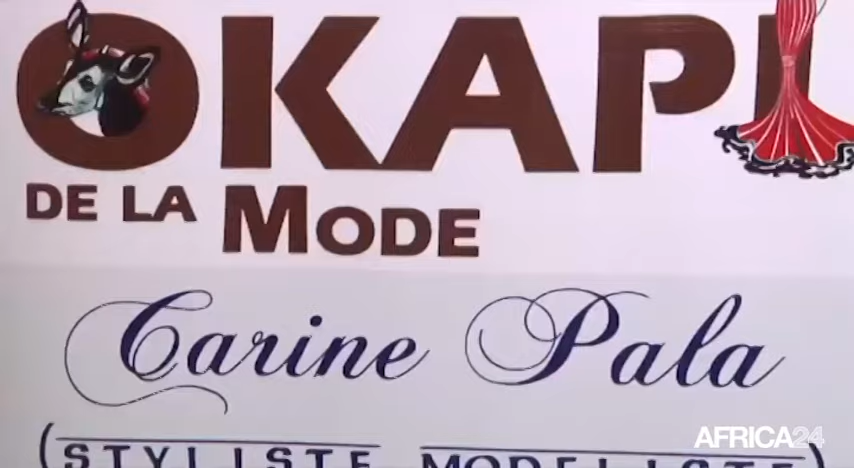 OKAPI
DE LA MODE
Carine Pala
(STYLISTE MODELISTE)
AFRICA24